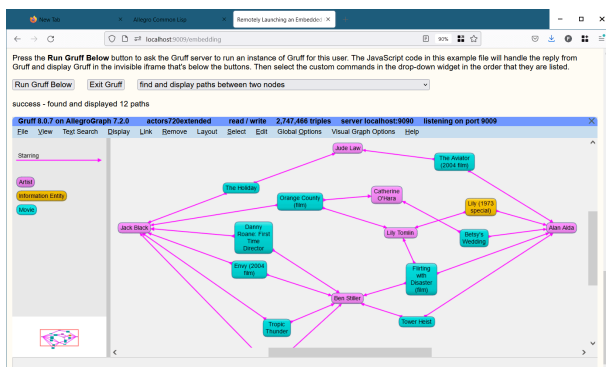 New Tab
Allegro Common Lisp
Remotely Launching an Embedded
localhost:9009/embedding
90%
Press the Run Gruff Below button to ask the Gruff server to run an instance of Gruff for this user. The JavaScript code in this example file will handle the reply from
Gruff and display Gruff in the invisible iframe that's below the buttons. Then select the custom commands in the drop-down widget in the order that they are listed.
Run Gruff Below Exit Gruff find and display paths between two nodes
success - found and displayed 12 paths
Gruff 8.0.7 on AllegroGraph 7.2.0 actors720extended read / write 2,747,466 triples server localhost:9090 listening on port 9009
File View Text Search Display Link Remove Layout Select Edit Global Options Visual Graph Options Help
Starring
Artist
Information Entity
Movie
Jude Law
The Aviator
(2004 film)
The Holiday
Orange County
(film)
Catherine
O'Hara
Lily (1973
special)
Jack Black
Danny
Roane: First
Time
Director
Lily Tomlin
Betsy's
Wedding
Alan Alda
Envy (2004
film)
Flirting
with
Disaster
(film)
Ben Stiller
Tropic
Thunder
Tower Heist